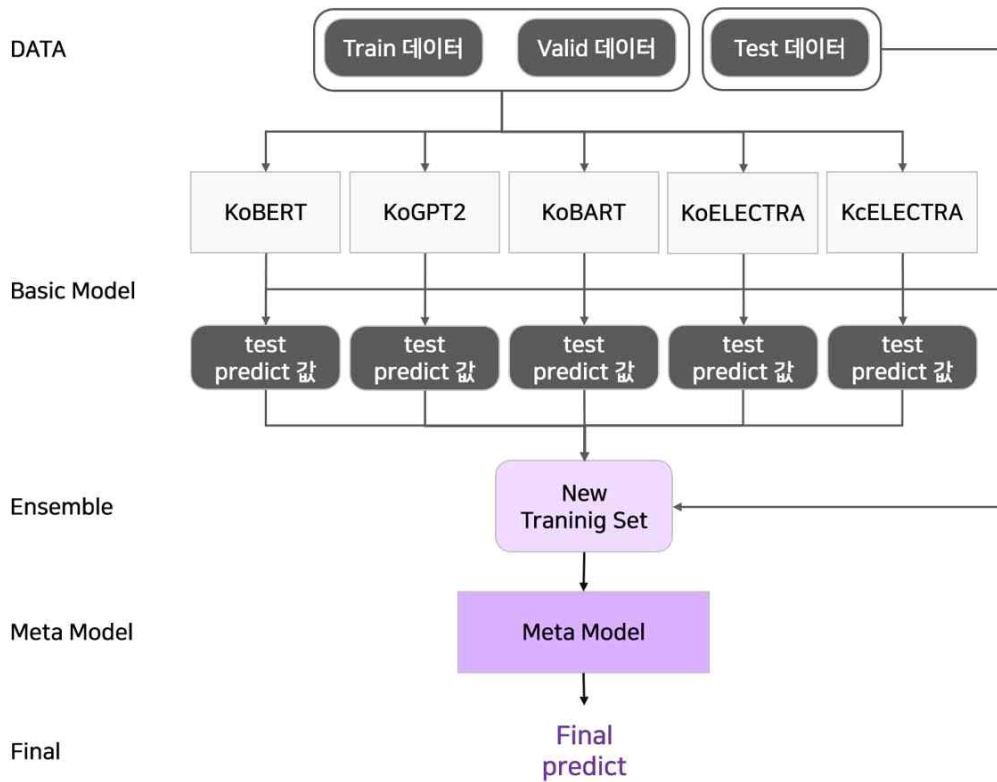 DATA
Train 데이터
Valid 데이터
Test 데이터
KoBERT
KoGPT2
KoBART
KoELECTRA
KcELECTRA
Basic Model
test
predict 값
test
predict 값
test
predict 값
test
predict 값
test
predict 값
Ensemble
New
Traninig Set
Meta Model
Meta Model
Final
Final
predict